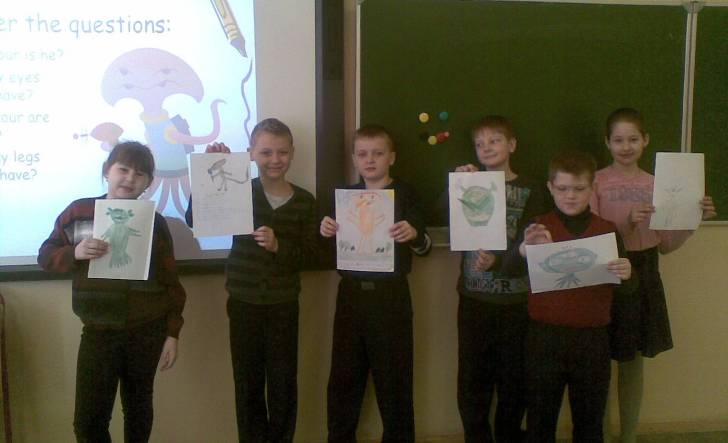 er the questions:
our is he?
y eyes
have?
our are
?
y legs
have?